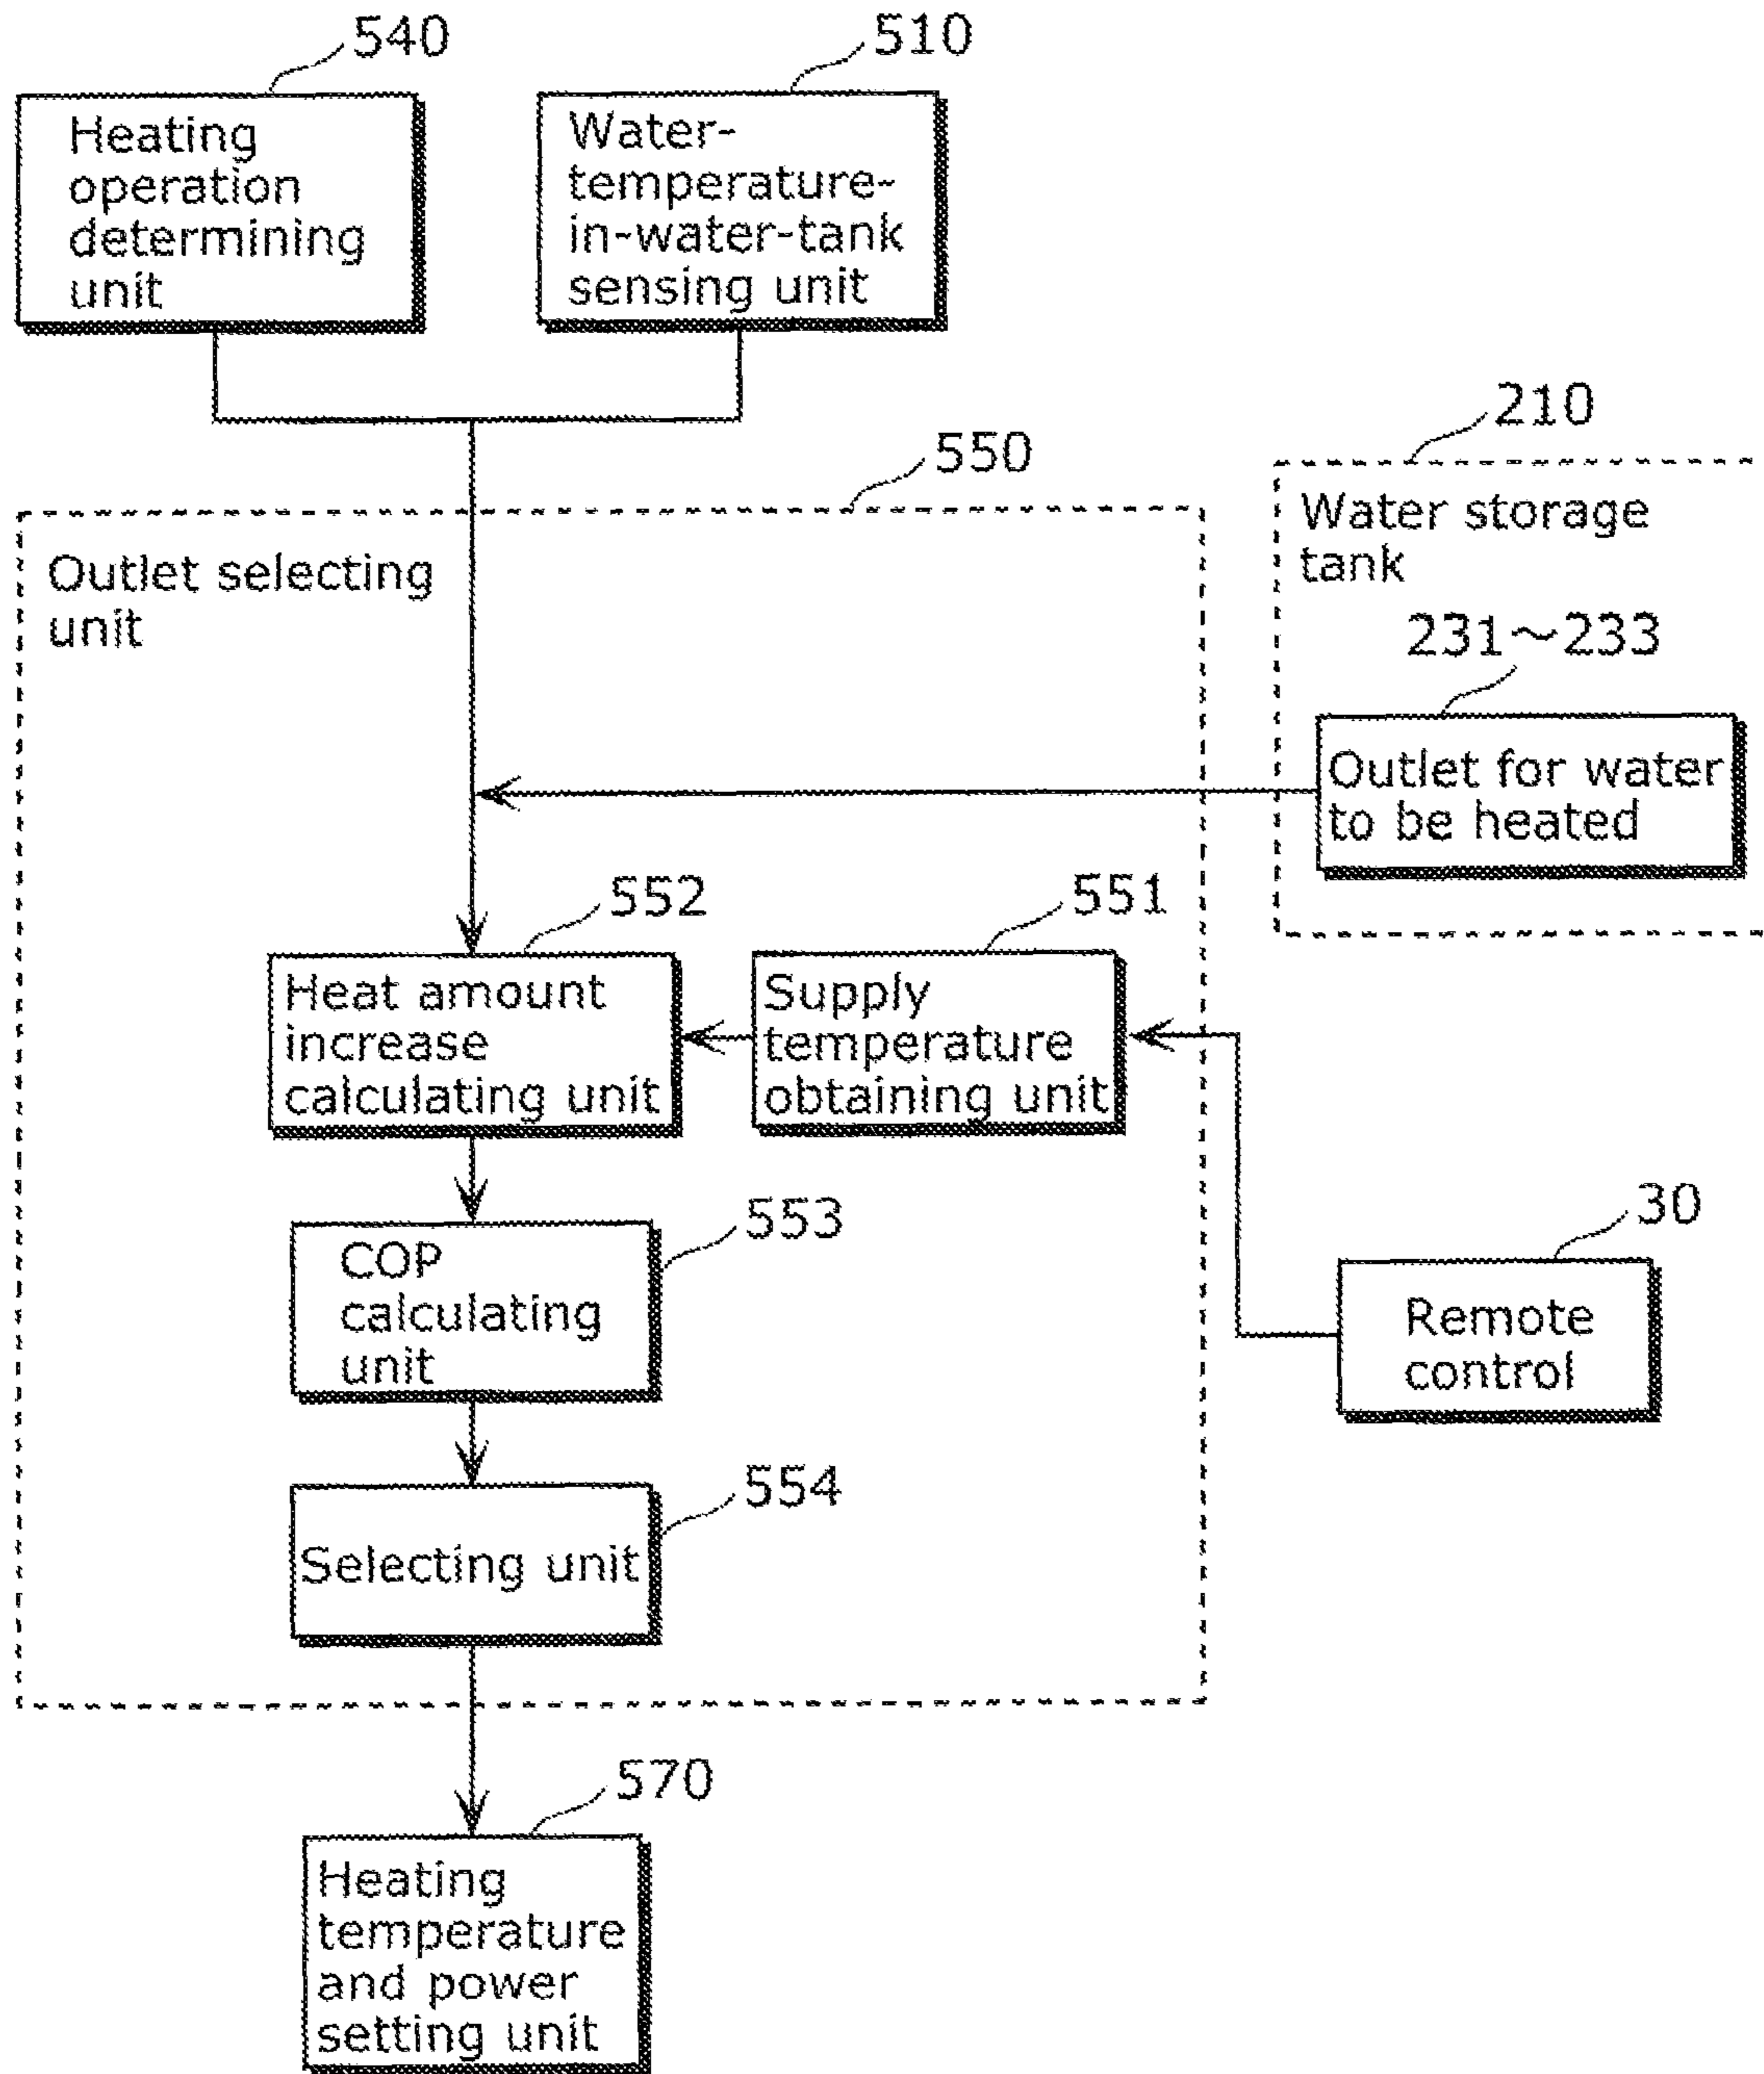 540
510
Heating
operation
determining
unit
Water-
temperature-
in-water-tank
sensing unit
210
550
Water storage
tank
Outlet selecting
unit
231～233
Outlet for water
to be heated
552
551
Heat amount
increase
calculating unit
Supply
temperature
obtaining unit
553
30
COP
calculating
unit
Remote
control
554
Selecting unit
570
Heating
temperature
and power
setting unit